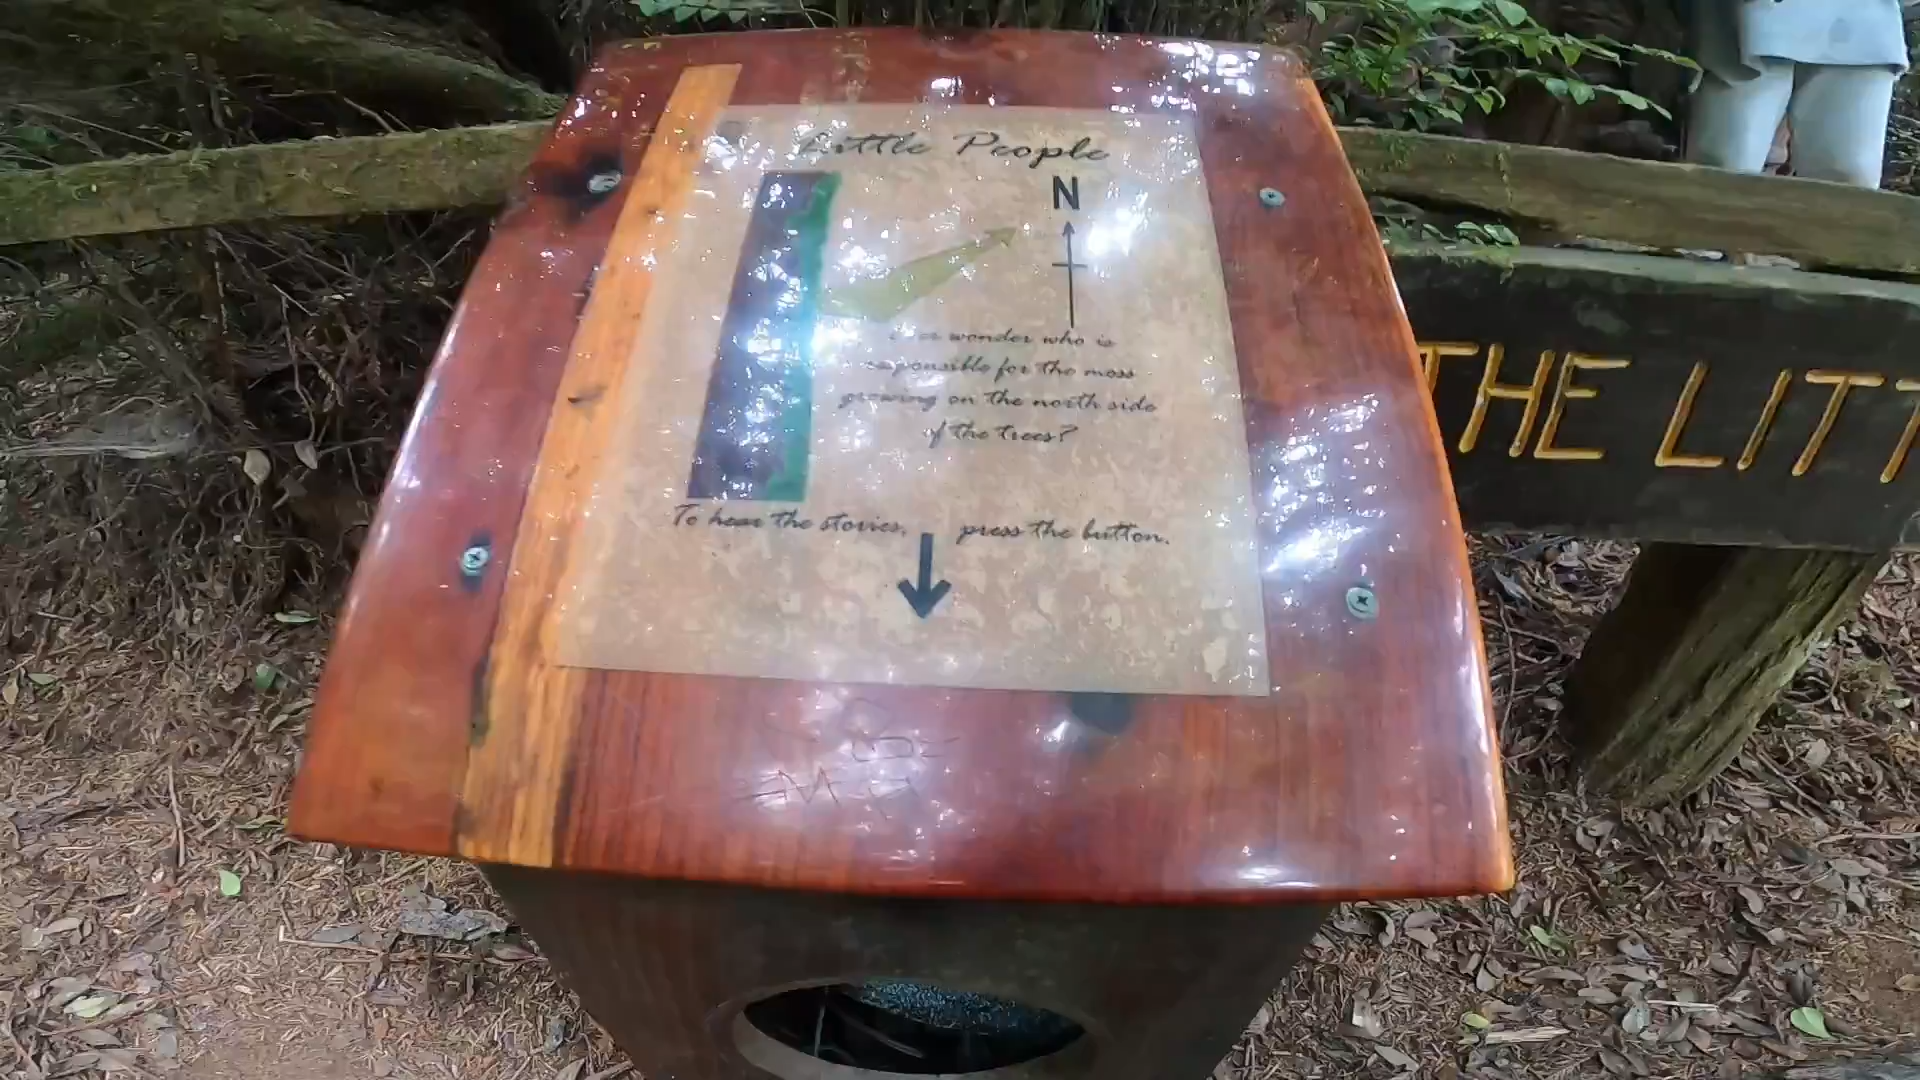 Little People
N
Ever wonder who is
responsible for the moss
growing on the north side
of the trees?
To hear the stories, press the button.
THE LITT